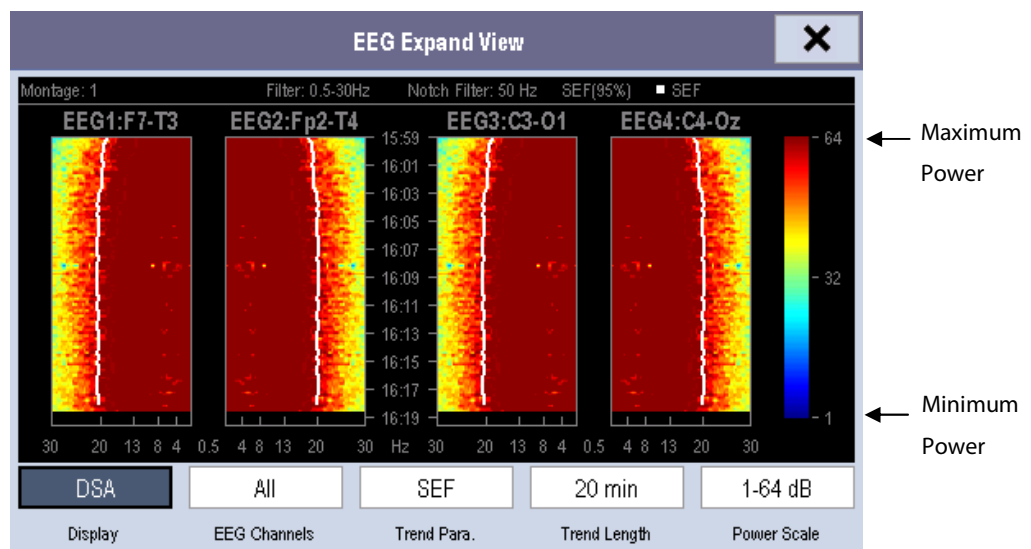 EEG Expand View
Montage: 1 Filter: 0.5-30Hz Notch Filter: 50 Hz SEF(95%) SEF
EEG1:F7-T3 EEG2:Fp2-T4 EEG3:C3-O1 EEG4:C4-Oz
15:59
16:01
16:03
16:05
16:07
16:09
16:11
16:13
16:15
16:17
16:19
64
32
1
Maximum
Power
Minimum
Power
30 20 13 8 4 0.5 4 8 13 20 30 Hz 30 20 13 8 4 0.5 4 8 13 20 30
DSA All SEF 20 min 1-64 dB
Display EEG Channels Trend Para. Trend Length Power Scale